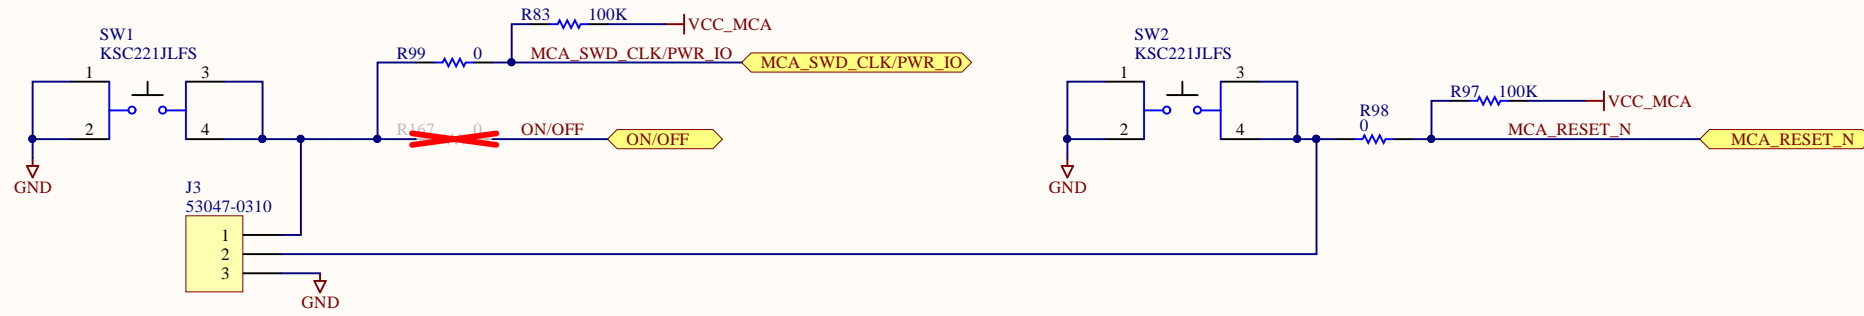 R83 100K
VCC_MCA
SW1
KSC221JLFS
R99 0
MCA_SWD_CLK/PWR_IO
MCA_SWD_CLK/PWR_IO
1
3
2
4
R167 0
ON/OFF
ON/OFF
GND
J3
53047-0310
1
2
3
GND
SW2
KSC221JLFS
1
3
2
4
GND
R97 100K
VCC_MCA
R98
0
MCA_RESET_N
MCA_RESET_N